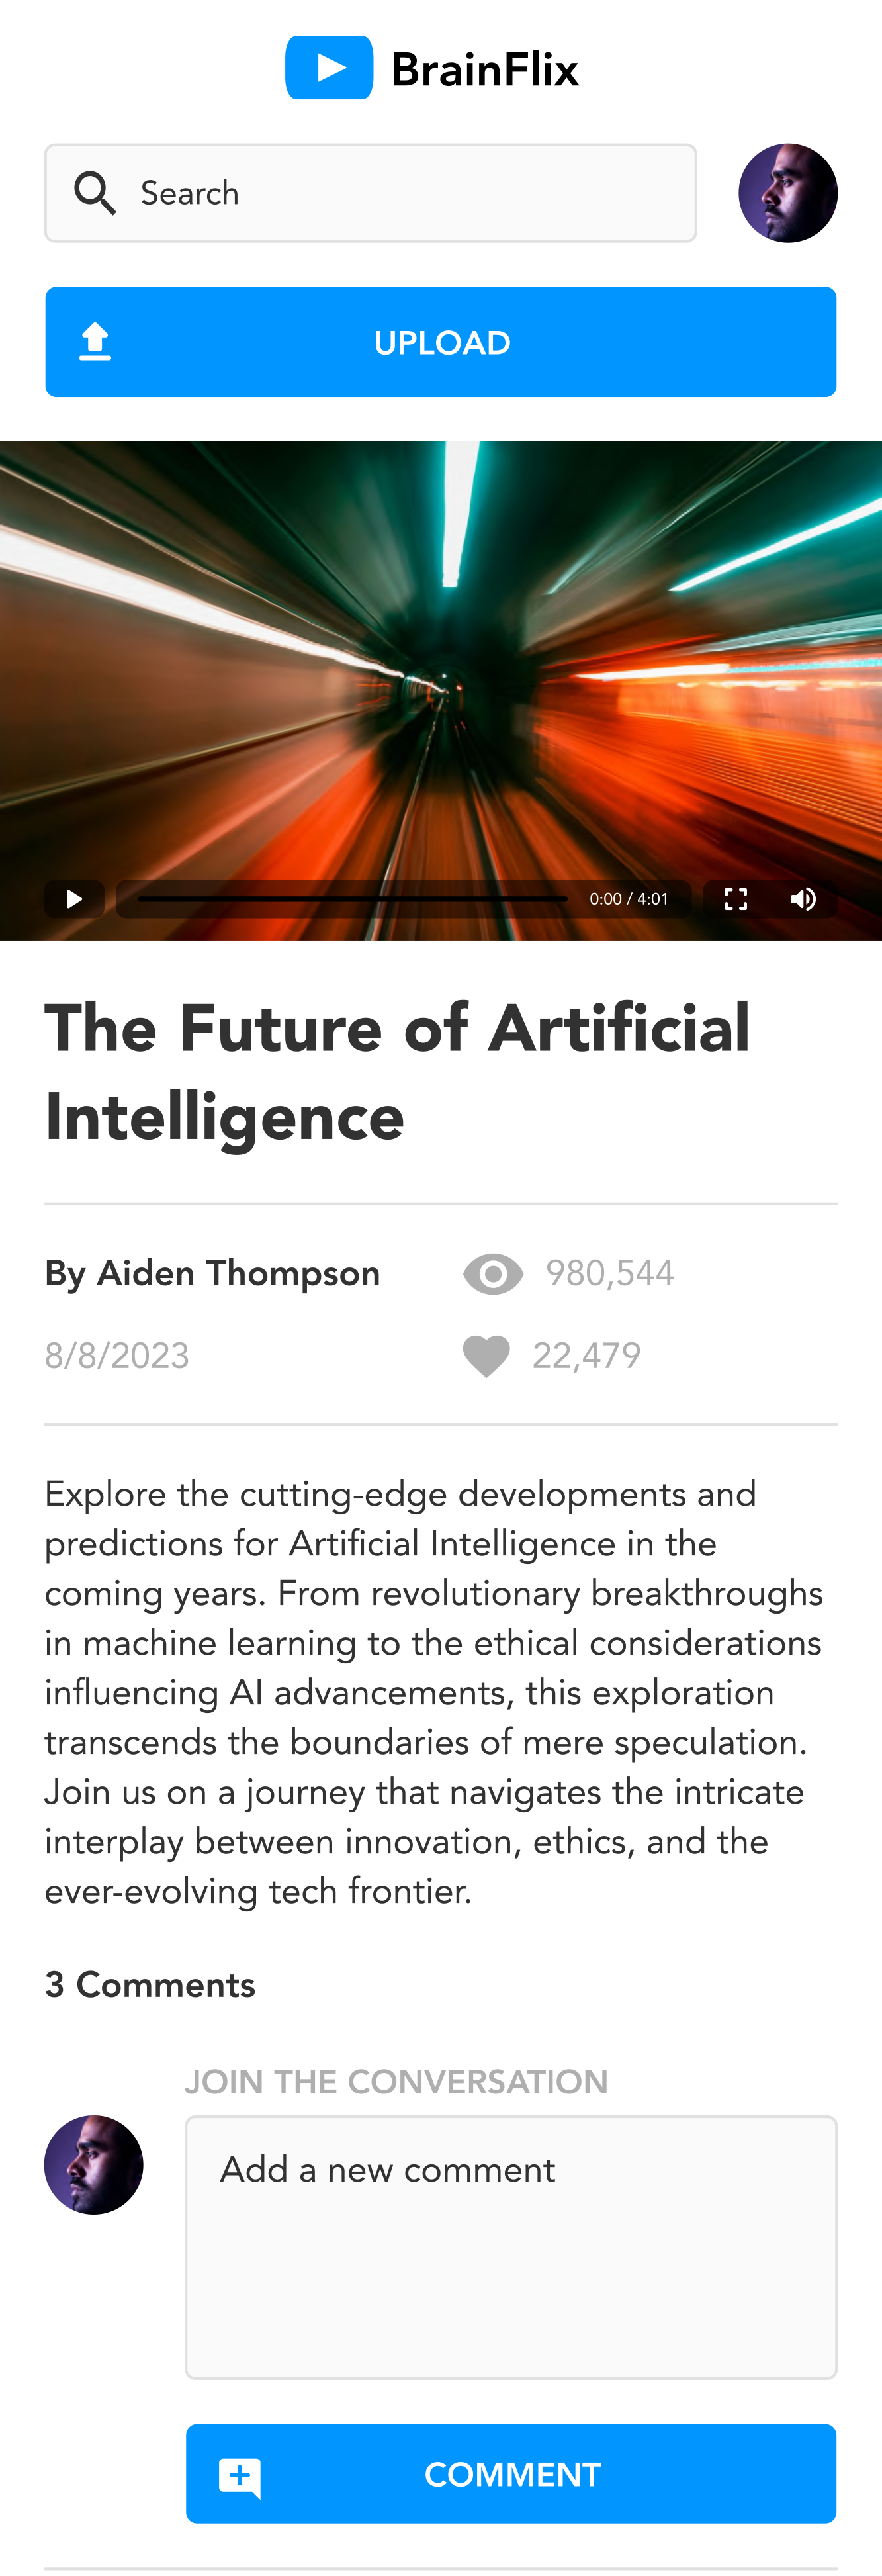 BrainFlix
Search
UPLOAD
0:00 / 4:01
The Future of Artificial
Intelligence
By Aiden Thompson
980,544
8/8/2023
22,479
Explore the cutting-edge developments and
predictions for Artificial Intelligence in the
coming years. From revolutionary breakthroughs
in machine learning to the ethical considerations
influencing AI advancements, this exploration
transcends the boundaries of mere speculation.
Join us on a journey that navigates the intricate
interplay between innovation, ethics, and the
ever-evolving tech frontier.
3 Comments
JOIN THE CONVERSATION
Add a new comment
COMMENT